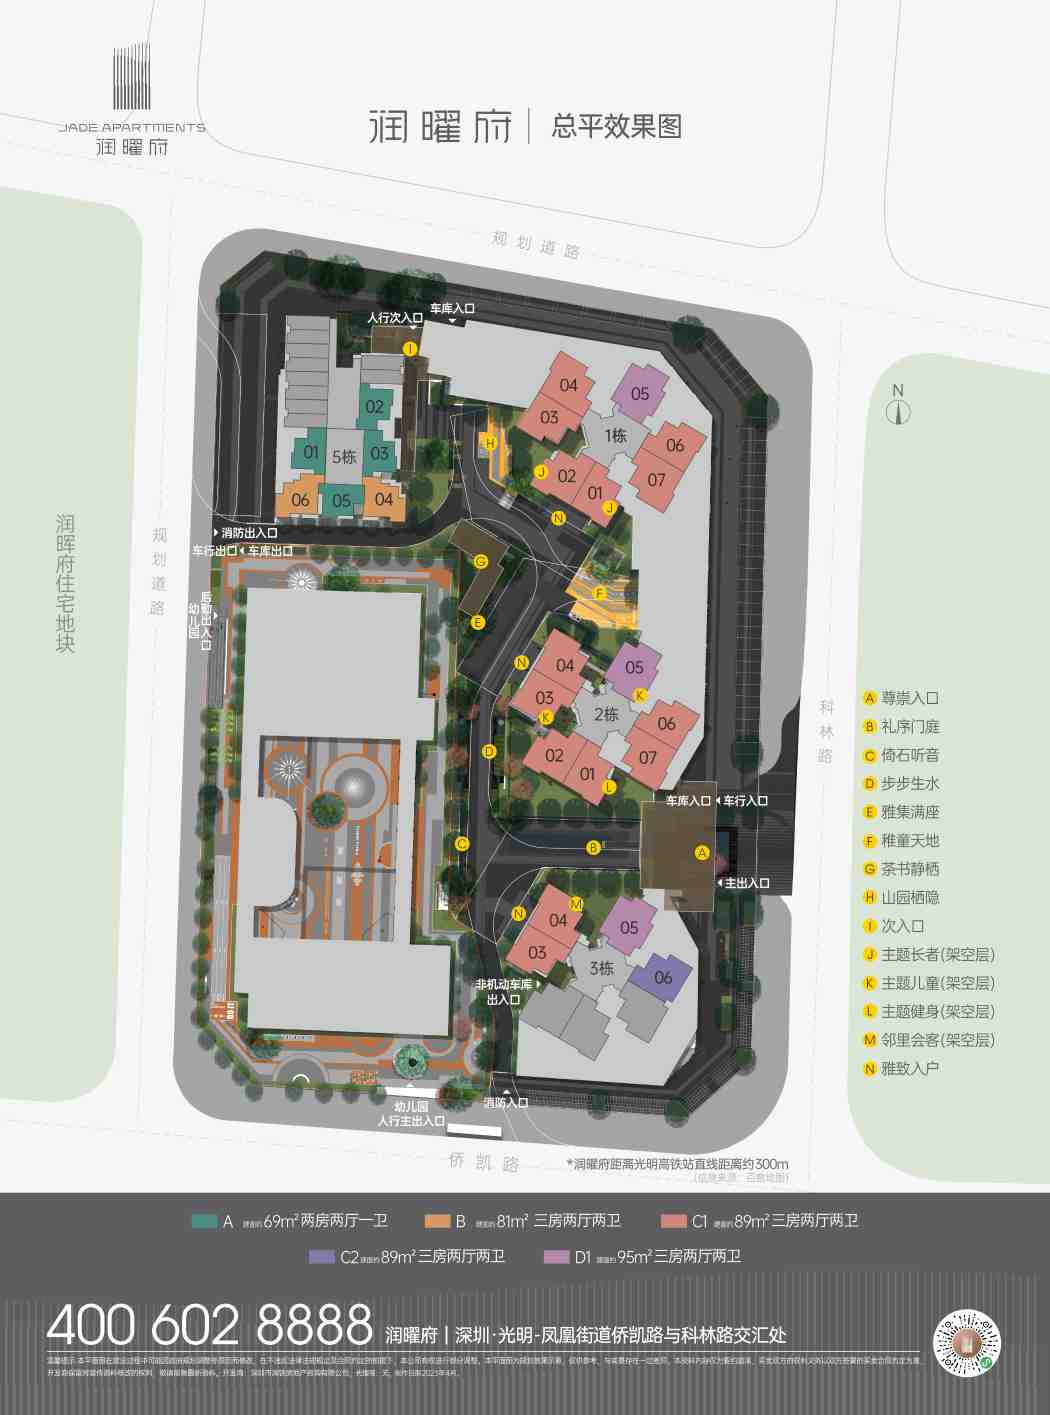 JADE APARTMENTS
润曜府
润曜府 | 总平效果图
规划道路
车库入口
人行次入口
I
04
05
03
02
1栋
06
H
01
5栋
03
J
02
07
01
06
05
04
J
N
消防出入口
车行出口 车库出口
G
F
后勤出入口
幼儿园
E
N
04
05
03
K
K
2栋
06
D
02
01
07
L
车库入口 车行入口
C
B
A
主出入口
M
N
04
05
03
3栋
06
非机动车库
出入口
消防入口
幼儿园
人行主出入口
润晖府住宅地块
规划道路
科林路
侨凯路
N
A 尊崇入口
B 礼序门庭
C 倚石听音
D 步步生水
E 雅集满座
F 稚童天地
G 茶书静栖
H 山园栖隐
I 次入口
J 主题长者(架空层)
K 主题儿童(架空层)
L 主题健身(架空层)
M 邻里会客(架空层)
N 雅致入户
*润曜府距离光明高铁站直线距离约300m
(信息来源：百度地图)
A 建面约69m²两房两厅一卫
B 建面约81m² 三房两厅两卫
C1 建面约89m²三房两厅两卫
C2 建面约89m²三房两厅两卫
D1 建面约95m²三房两厅两卫
400 602 8888 润曜府 | 深圳·光明-凤凰街道侨凯路与科林路交汇处